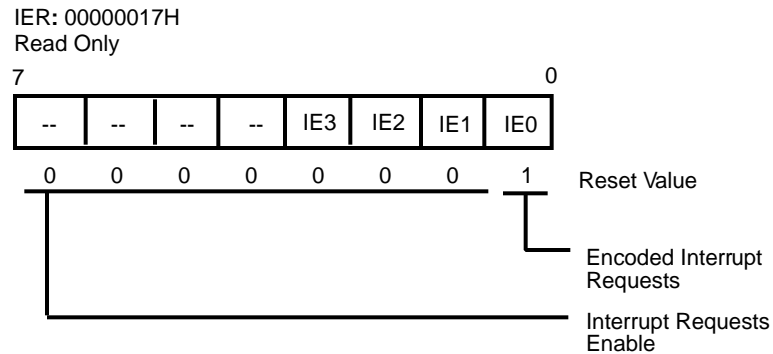 IER: 00000017H
Read Only
7 0
-- -- -- -- IE3 IE2 IE1 IE0
0 0 0 0 0 0 0 1 Reset Value
Encoded Interrupt
Requests
Interrupt Requests
Enable